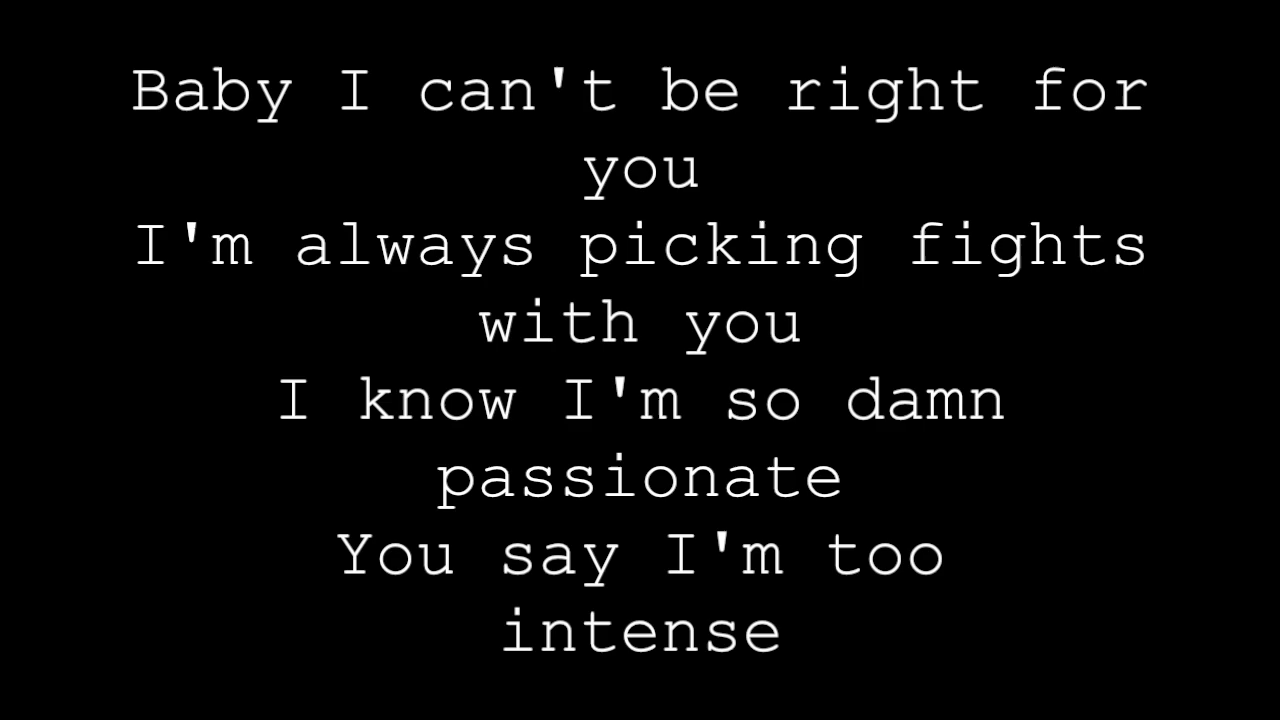 Baby I can't be right for
you
I'm always picking fights
with you
I know I'm so damn
passionate
You say I'm too
intense